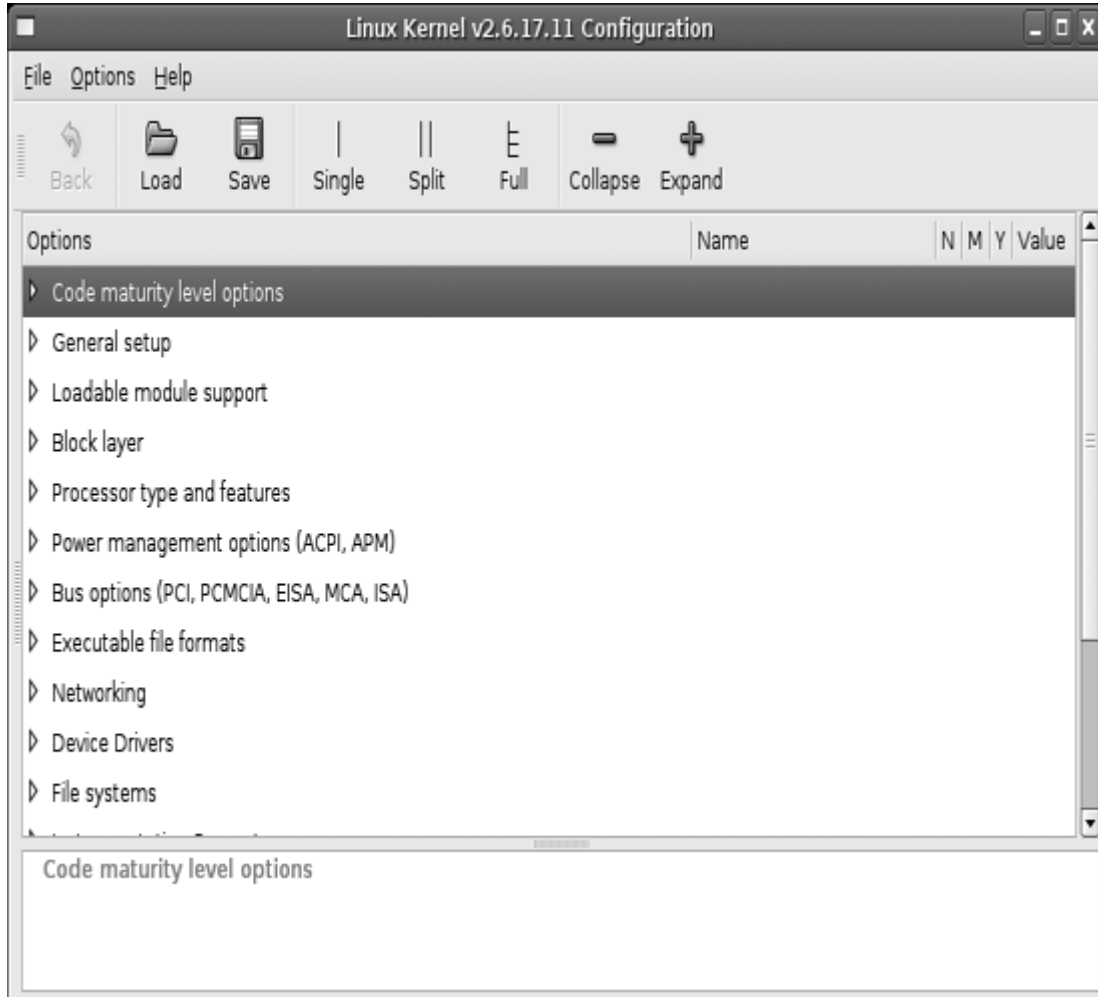 Linux Kernel v2.6.17.11 Configuration
File Options Help
Back Load Save Single Split Full Collapse Expand
Options Name N M Y Value
Code maturity level options
General setup
Loadable module support
Block layer
Processor type and features
Power management options (ACPI, APM)
Bus options (PCI, PCMCIA, EISA, MCA, ISA)
Executable file formats
Networking
Device Drivers
File systems
Code maturity level options